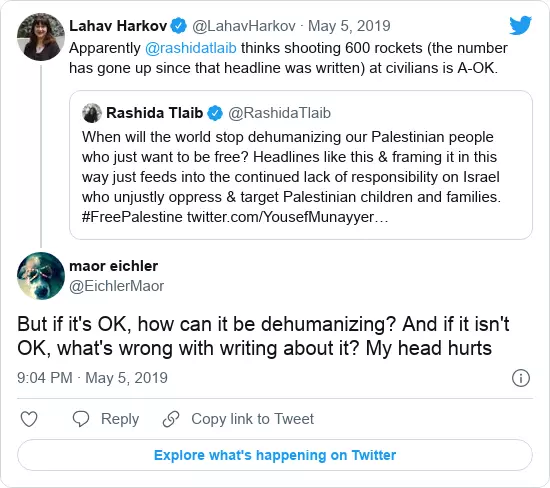 Lahav Harkov @LahavHarkov · May 5, 2019
Apparently @rashidatlaib thinks shooting 600 rockets (the number
has gone up since that headline was written) at civilians is A-OK.
Rashida Tlaib @RashidaTlaib
When will the world stop dehumanizing our Palestinian people
who just want to be free? Headlines like this & framing it in this
way just feeds into the continued lack of responsibility on Israel
who unjustly oppress & target Palestinian children and families.
#FreePalestine twitter.com/YousefMunayyer…
maor eichler
@EichlerMaor
But if it's OK, how can it be dehumanizing? And if it isn't
OK, what's wrong with writing about it? My head hurts
9:04 PM · May 5, 2019
Reply Copy link to Tweet
Explore what's happening on Twitter